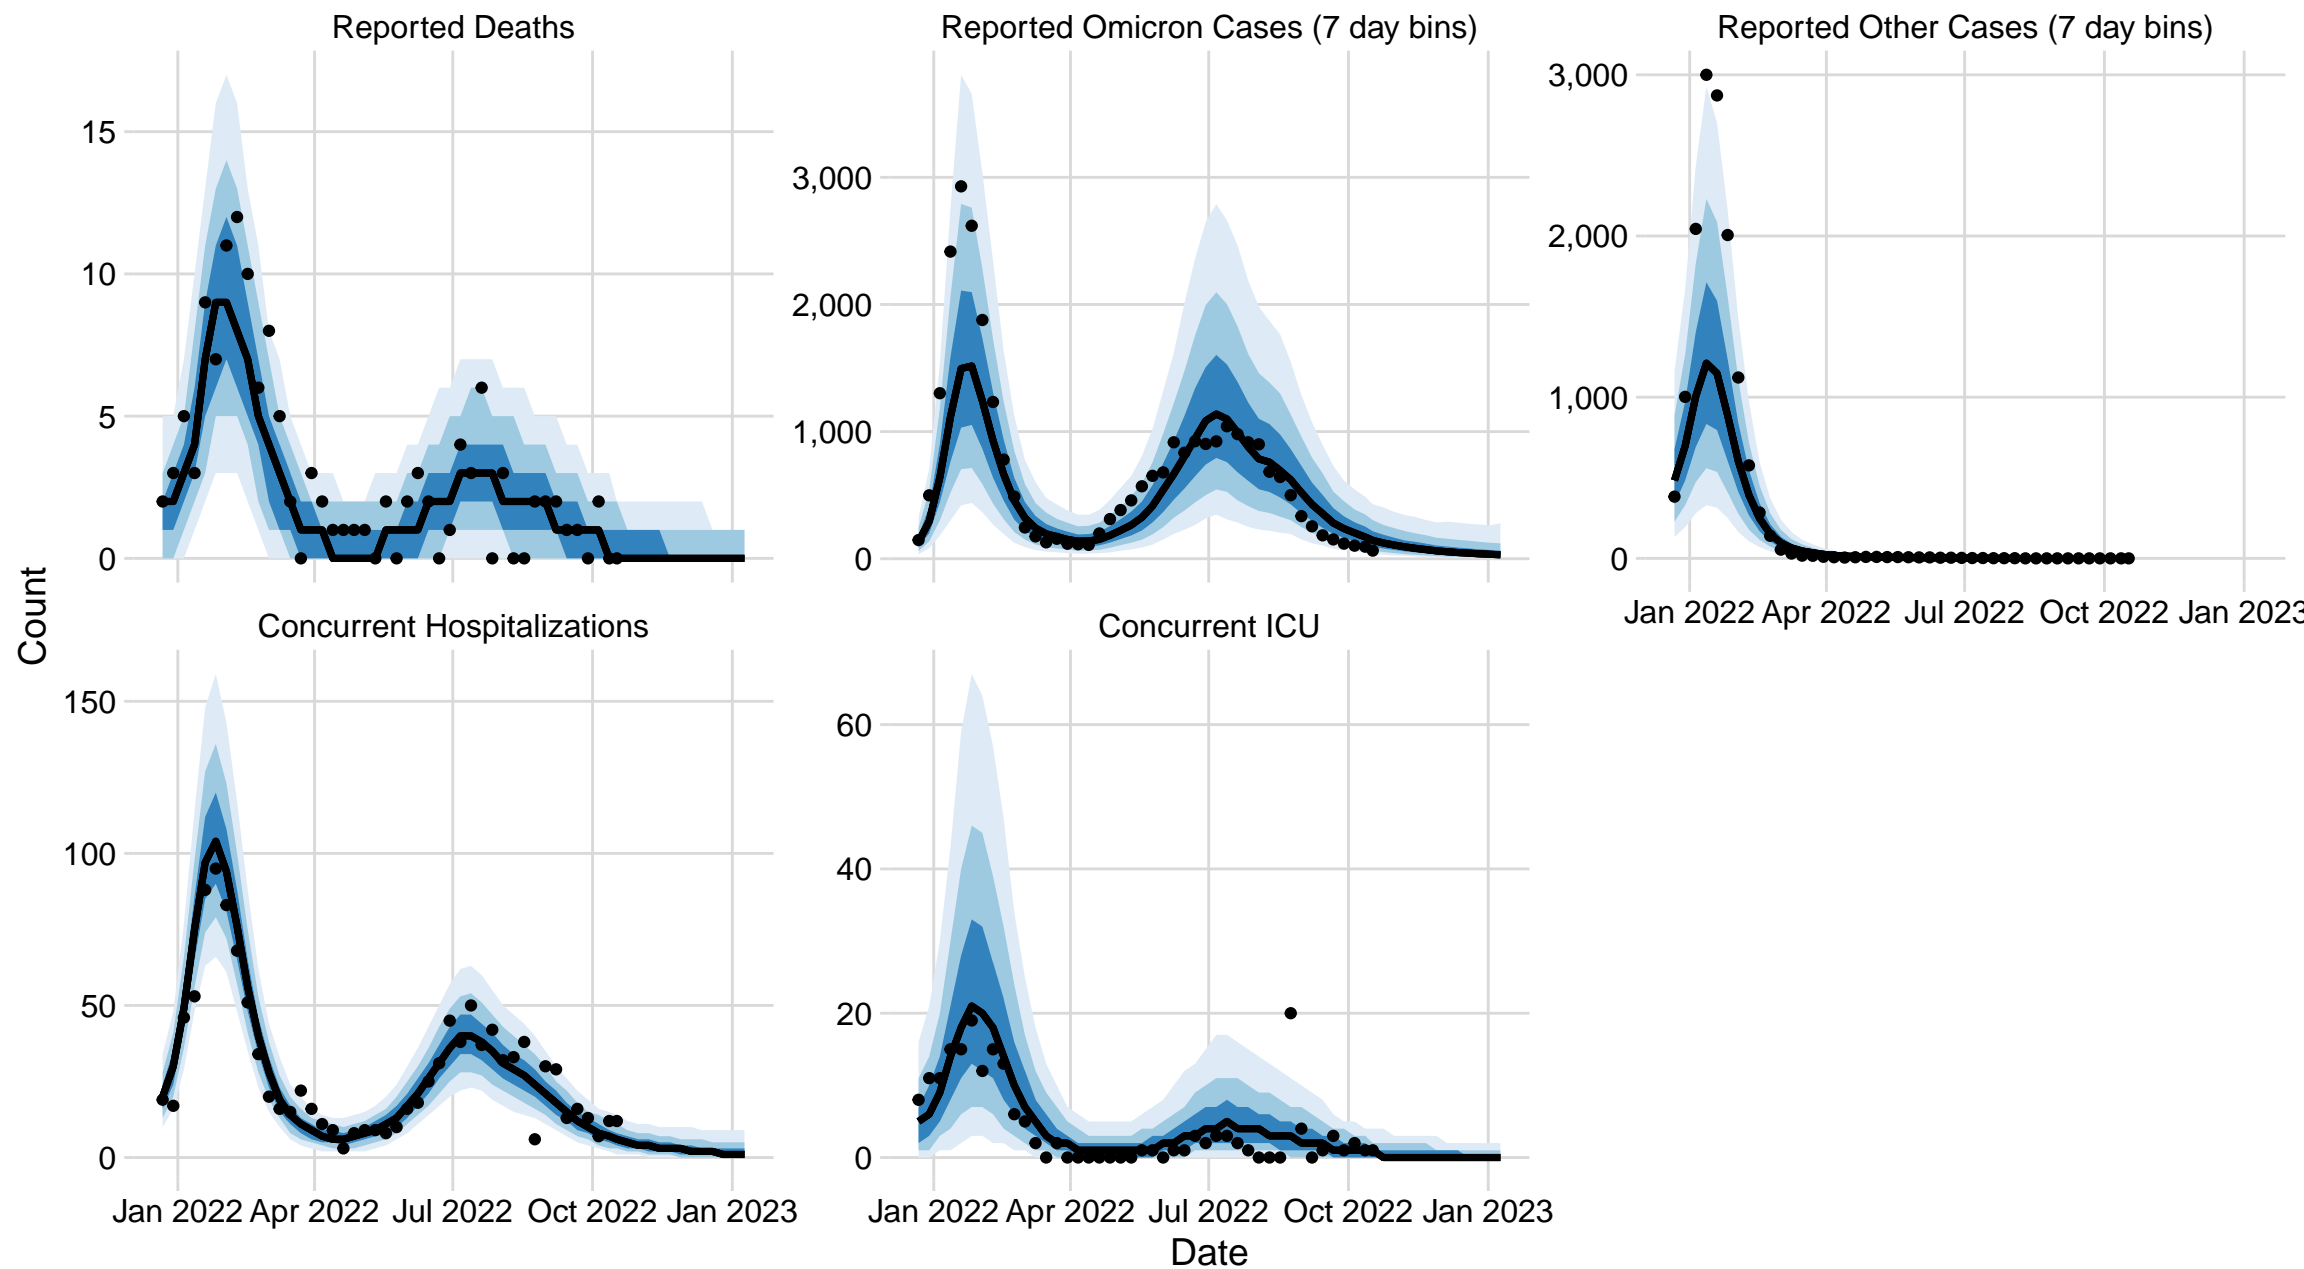 Reported Deaths
Reported Omicron Cases (7 day bins)
Reported Other Cases (7 day bins)
15
10
5
0
3,000
2,000
1,000
0
3,000
2,000
1,000
0
Jan 2022 Apr 2022 Jul 2022 Oct 2022 Jan 2023
Count
Concurrent Hospitalizations
Concurrent ICU
150
100
50
0
60
40
20
0
Jan 2022 Apr 2022 Jul 2022 Oct 2022 Jan 2023
Jan 2022 Apr 2022 Jul 2022 Oct 2022 Jan 2023
Date